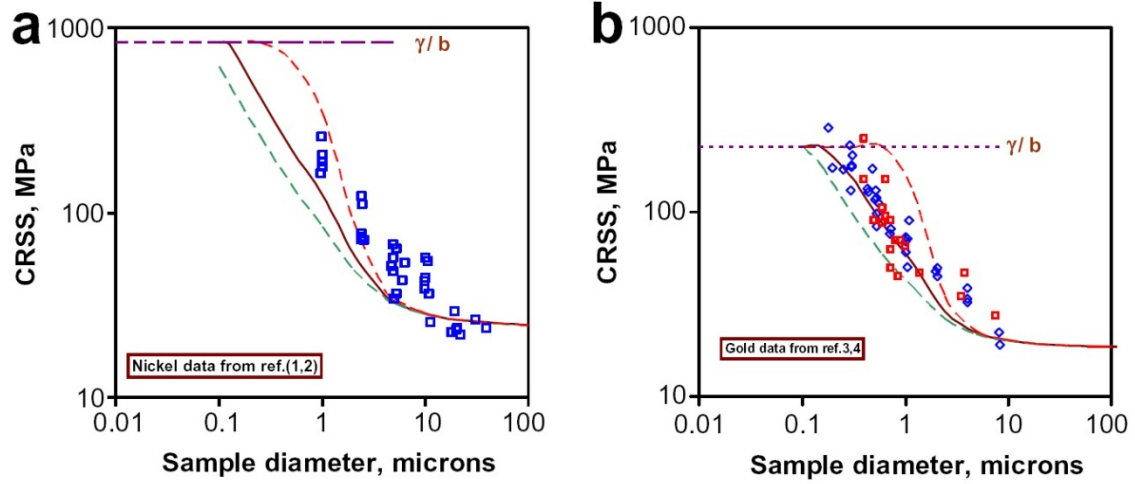 a
1000
100
10
0.01
0.1
1
10
100
CRSS, MPa
Sample diameter, microns
γ/ b
Nickel data from ref.(1,2)
b
1000
100
10
0.01
0.1
1
10
100
CRSS, MPa
Sample diameter, microns
γ/ b
Gold data from ref.3,4